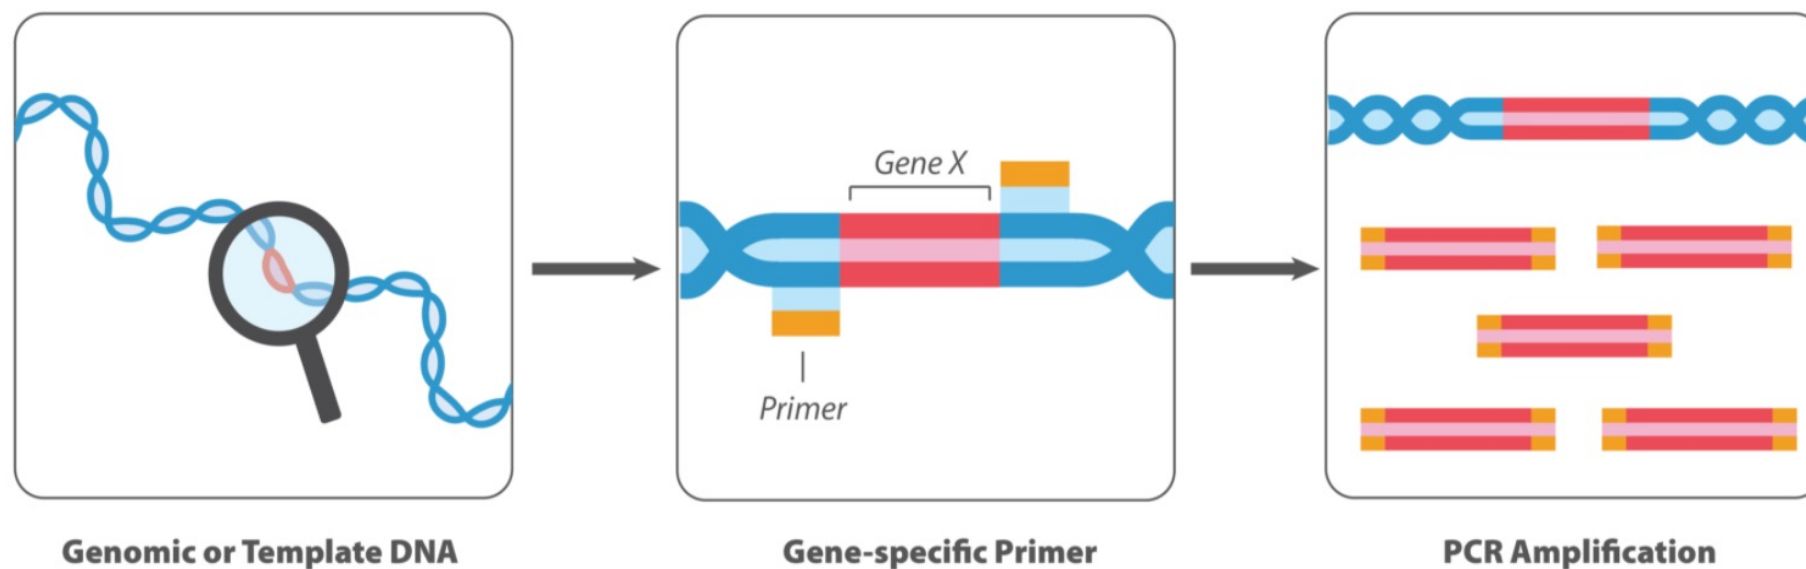 Gene X
Primer
Genomic or Template DNA
Gene-specific Primer
PCR Amplification